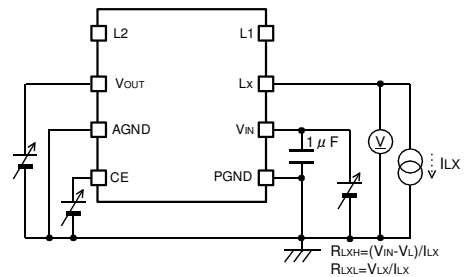 L2 L1
VOUT Lx
AGND VIN
1μF
CE PGND
V
ILX
RLXH=(VIN-VL)/ILX
RLXL=VLX/ILX